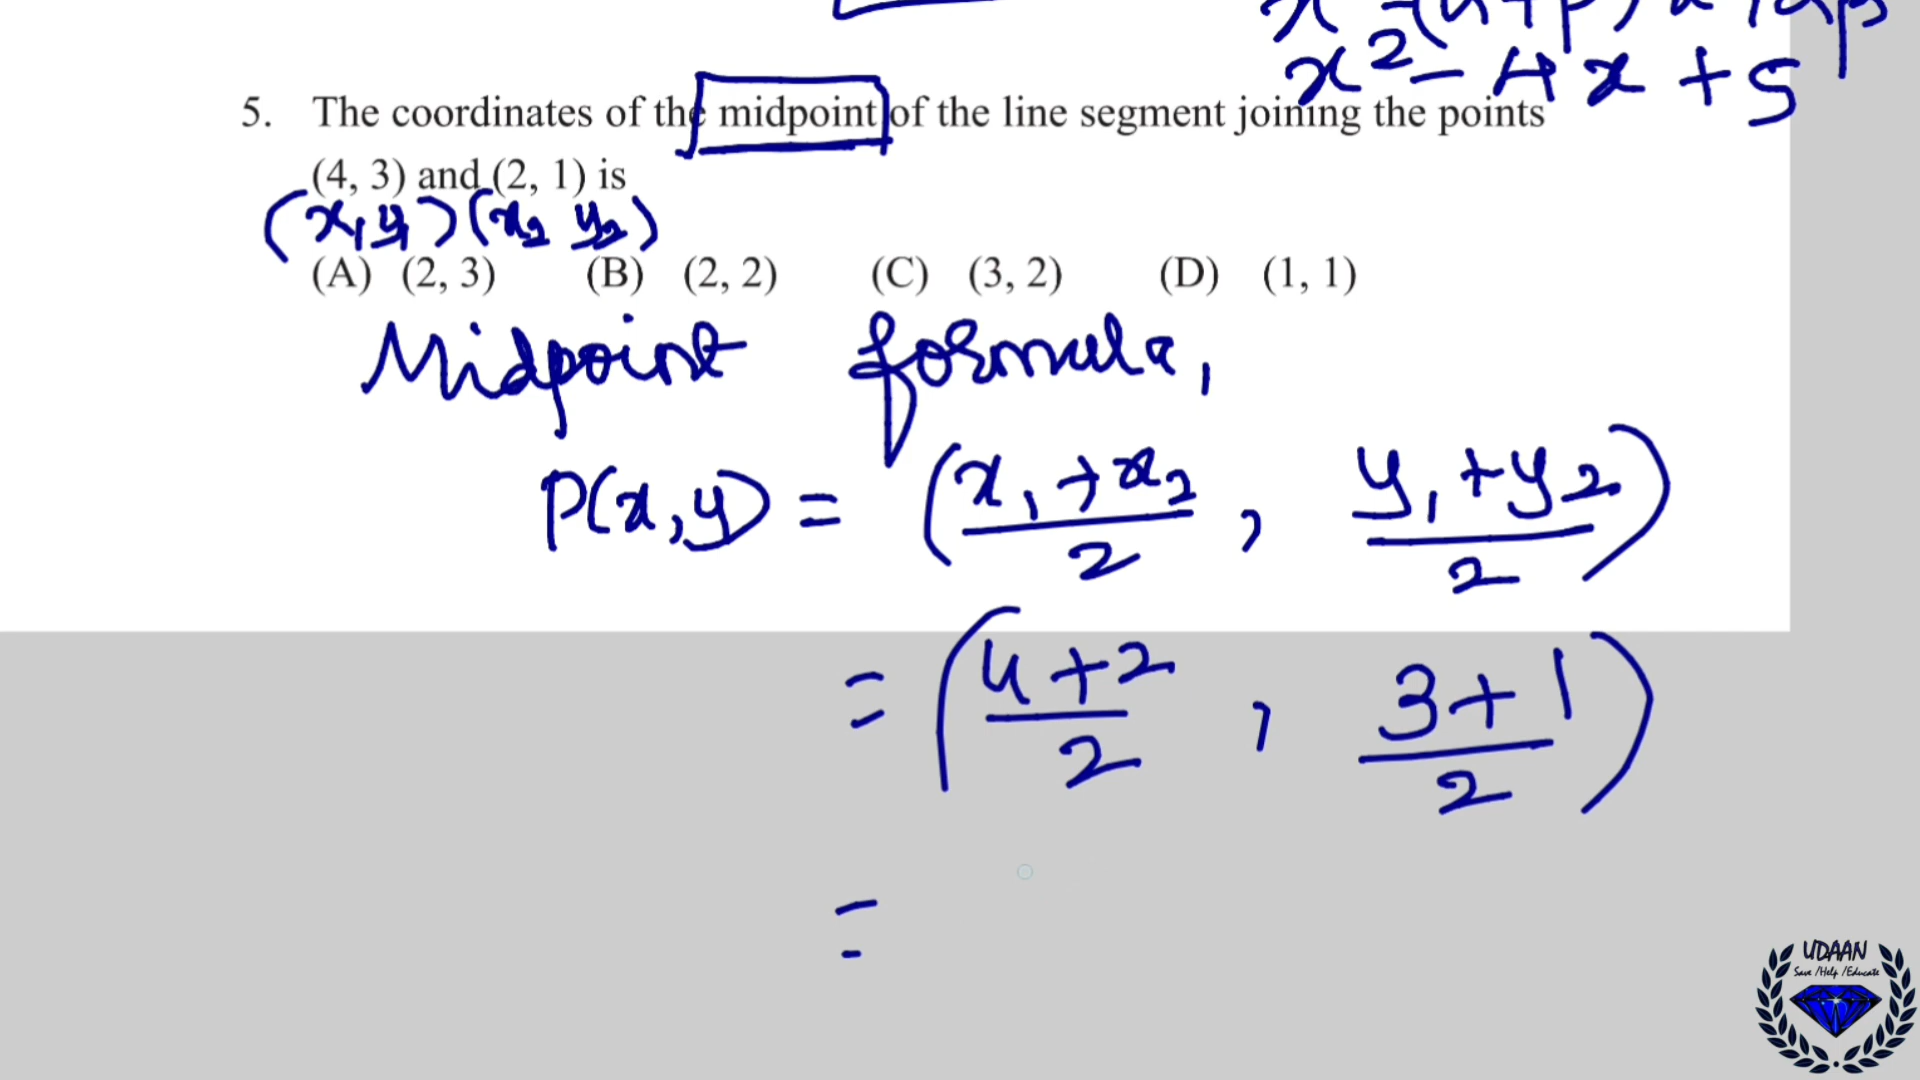 x² - 4x + 5
5. The coordinates of the midpoint of the line segment joining the points
(4, 3) and (2, 1) is
(x₁ y₁) (x₂ y₂)
(A) (2, 3) (B) (2, 2) (C) (3, 2) (D) (1, 1)
Midpoint formula,
P(x,y) = (x₁+x₂/2, y₁+y₂/2)
= (4+2/2, 3+1/2)
=
UDAAN
Save /Help /Educate